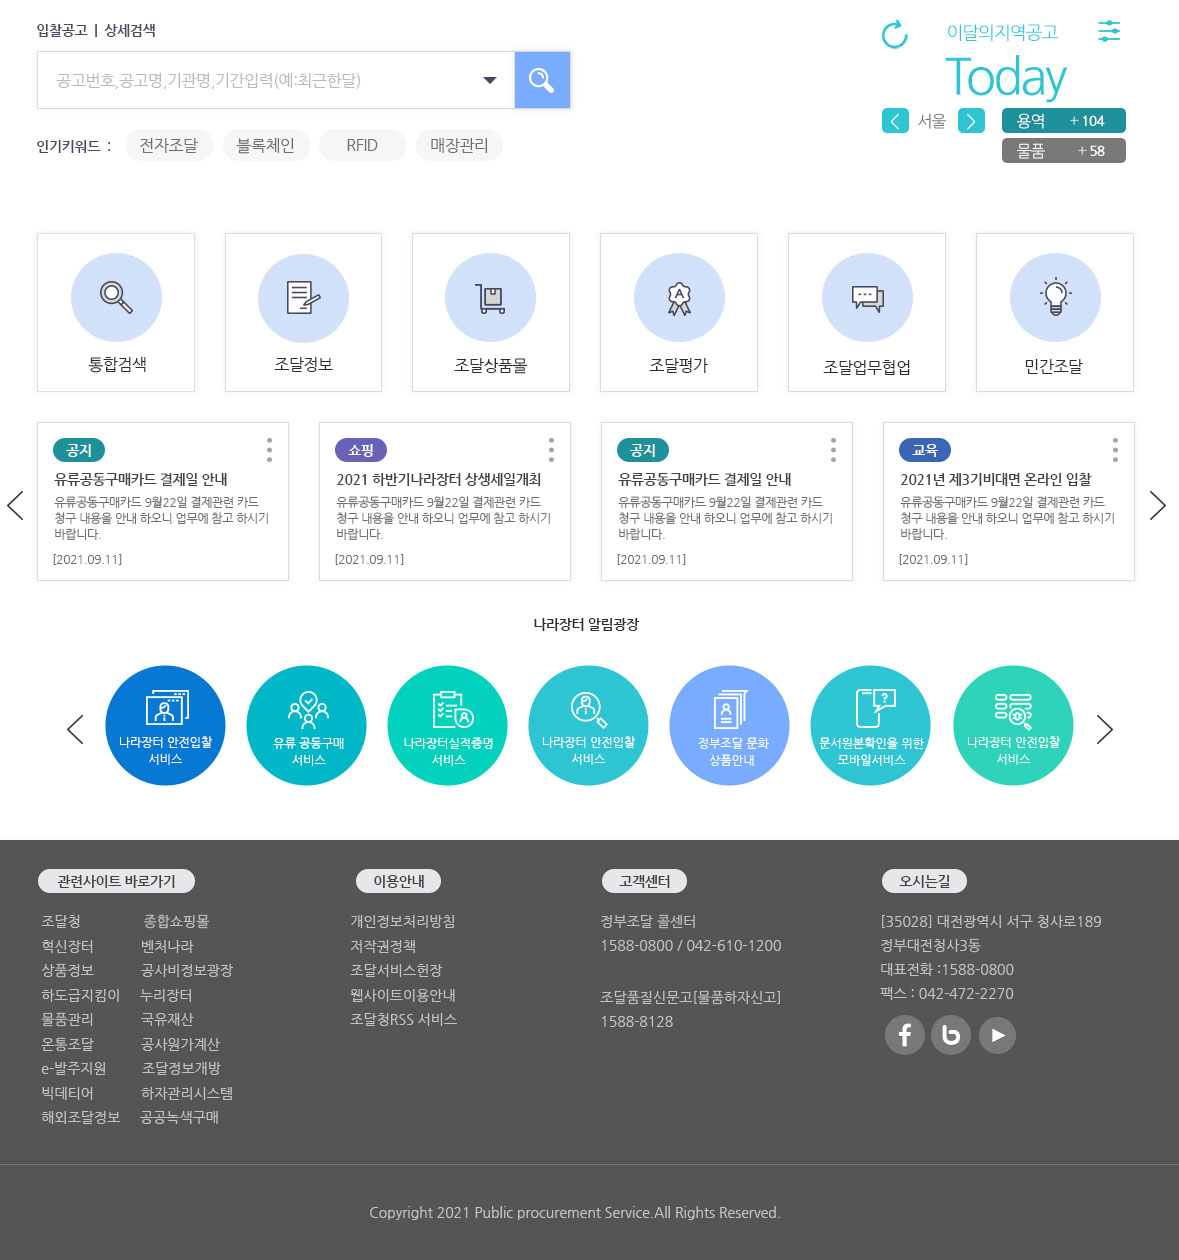 입찰공고 | 상세검색
이달의지역공고
공고번호,공고명,기관명,기간입력(예:최근한달)
Today
서울
용역 + 104
물품 + 58
인기키워드 : 전자조달 블록체인 RFID 매장관리
통합검색
조달정보
조달상품몰
조달평가
조달업무협업
민간조달
공지
유류공동구매카드 결제일 안내
유류공동구매카드 9월22일 결제관련 카드
청구 내용을 안내 하오니 업무에 참고 하시기
바랍니다.
[2021.09.11]
쇼핑
2021 하반기나라장터 상생세일개최
유류공동구매카드 9월22일 결제관련 카드
청구 내용을 안내 하오니 업무에 참고 하시기
바랍니다.
[2021.09.11]
공지
유류공동구매카드 결제일 안내
유류공동구매카드 9월22일 결제관련 카드
청구 내용을 안내 하오니 업무에 참고 하시기
바랍니다.
[2021.09.11]
교육
2021년 제3기비대면 온라인 입찰
유류공동구매카드 9월22일 결제관련 카드
청구 내용을 안내 하오니 업무에 참고 하시기
바랍니다.
[2021.09.11]
나라장터 알림광장
나라장터 안전입찰
서비스
유류 공동구매
서비스
나라장터실적증명
서비스
나라장터 안전입찰
서비스
정부조달 문화
상품안내
문서원본확인을 위한
모바일서비스
나라장터 안전입찰
서비스
관련사이트 바로가기
조달청 종합쇼핑몰
혁신장터 벤처나라
상품정보 공사비정보광장
하도급지킴이 누리장터
물품관리 국유재산
온통조달 공사원가계산
e-발주지원 조달정보개방
빅데티어 하자관리시스템
해외조달정보 공공녹색구매
이용안내
개인정보처리방침
저작권정책
조달서비스헌장
웹사이트이용안내
조달청RSS 서비스
고객센터
정부조달 콜센터
1588-0800 / 042-610-1200
조달품질신문고[물품하자신고]
1588-8128
오시는길
[35028] 대전광역시 서구 청사로189
정부대전청사3동
대표전화 :1588-0800
팩스 : 042-472-2270
Copyright 2021 Public procurement Service.All Rights Reserved.